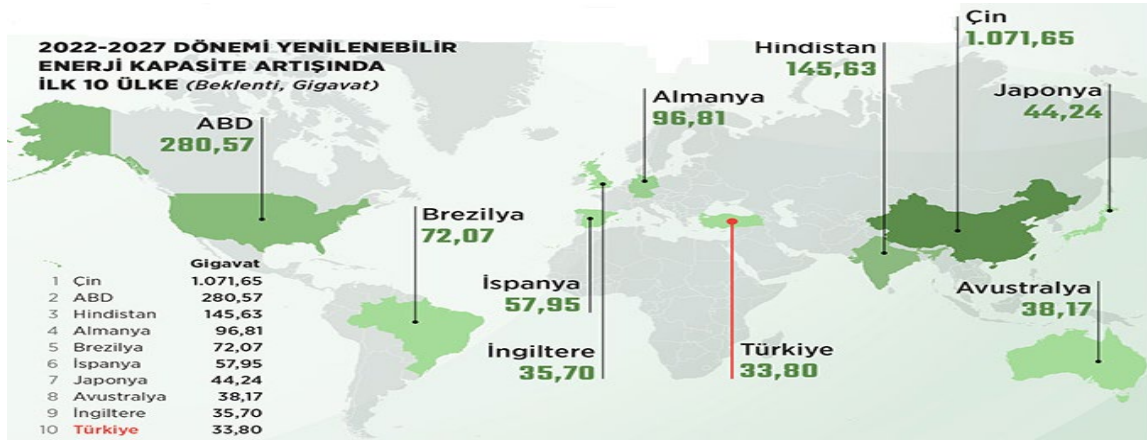 2022-2027 DÖNEMİ YENİLENEBİLİR
ENERJİ KAPASİTE ARTIŞINDA
İLK 10 ÜLKE (Beklenti, Gigavat)
ABD
280,57
Brezilya
72,07
İspanya
57,95
İngiltere
35,70
Almanya
96,81
Türkiye
33,80
Hindistan
145,63
Çin
1.071,65
Japonya
44,24
Avustralya
38,17
Gigavat
1 Çin 1.071,65
2 ABD 280,57
3 Hindistan 145,63
4 Almanya 96,81
5 Brezilya 72,07
6 İspanya 57,95
7 Japonya 44,24
8 Avustralya 38,17
9 İngiltere 35,70
10 Türkiye 33,80